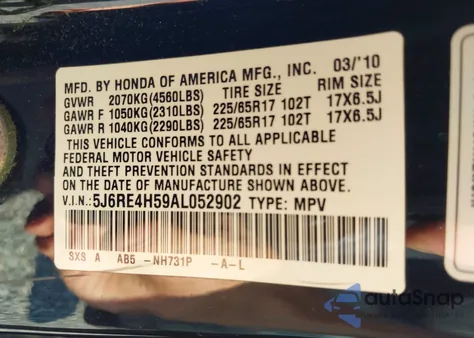 MFD. BY HONDA OF AMERICA MFG., INC. 03/'10
GVWR 2070KG(4560LBS) TIRE SIZE RIM SIZE
GAWR F 1050KG(2310LBS) 225/65R17 102T 17X6.5J
GAWR R 1040KG(2290LBS) 225/65R17 102T 17X6.5J
THIS VEHICLE CONFORMS TO ALL APPLICABLE
FEDERAL MOTOR VEHICLE SAFETY
AND THEFT PREVENTION STANDARDS IN EFFECT
ON THE DATE OF MANUFACTURE SHOWN ABOVE.
V.I.N.: 5J6RE4H59AL052902 TYPE: MPV
SXS A AB5 -NH731P -A-L
autoSnap